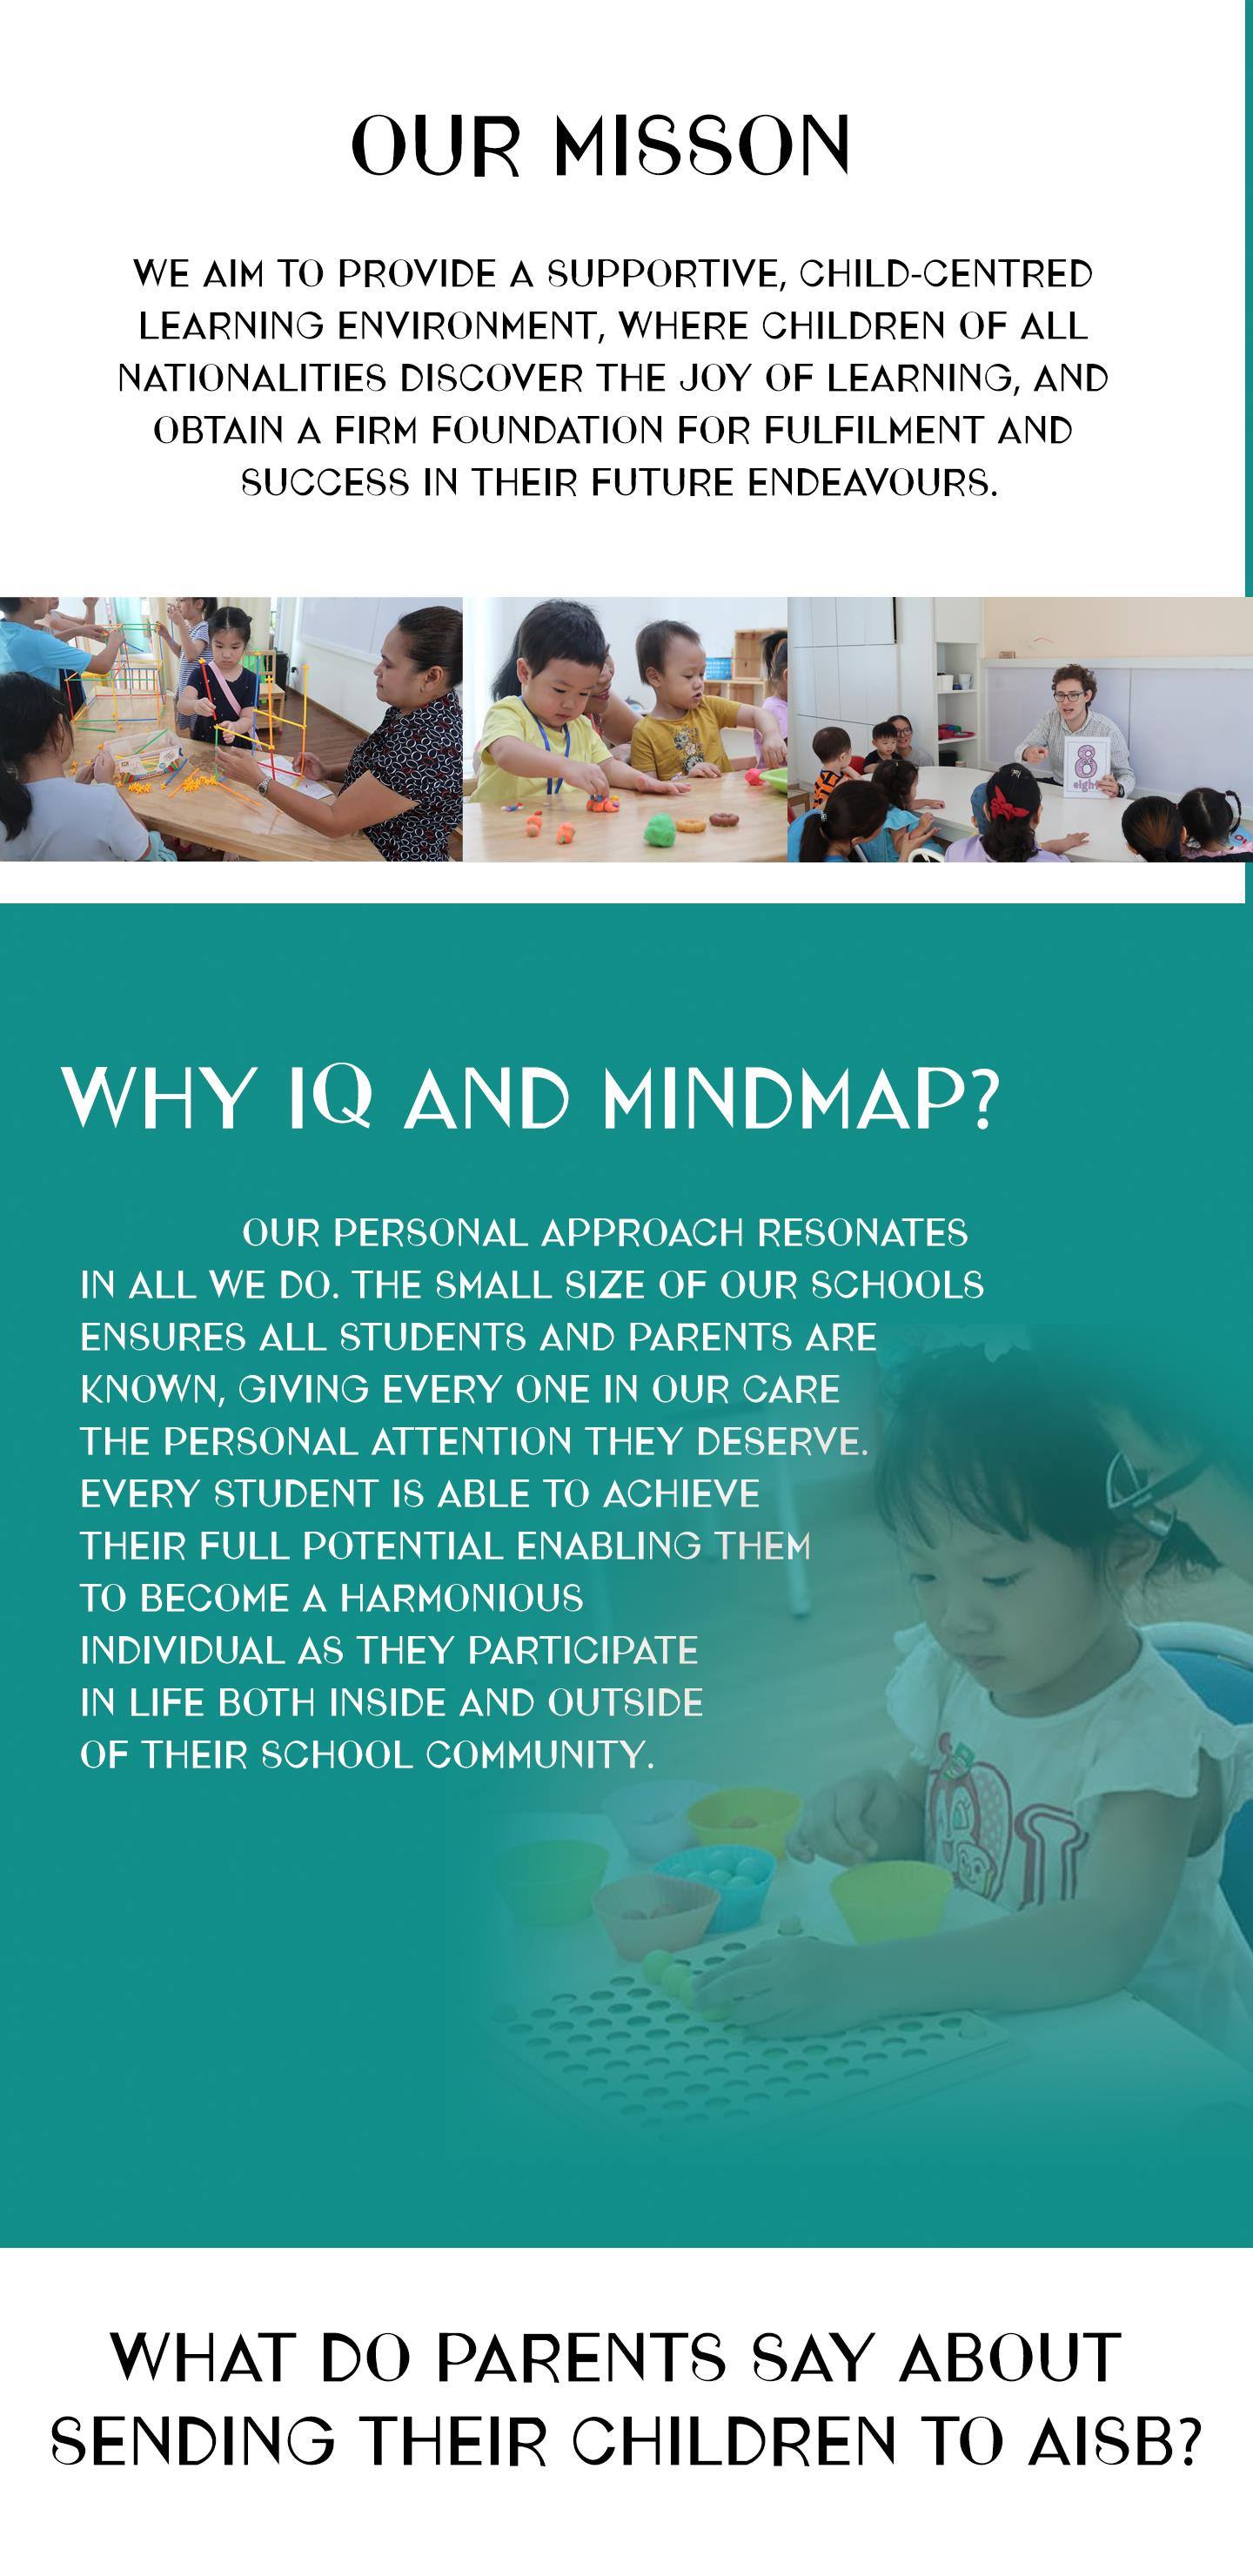 OUR MISSON
WE AIM TO PROVIDE A SUPPORTIVE, CHILD-CENTRED
LEARNING ENVIRONMENT, WHERE CHILDREN OF ALL
NATIONALITIES DISCOVER THE JOY OF LEARNING, AND
OBTAIN A FIRM FOUNDATION FOR FULFILMENT AND
SUCCESS IN THEIR FUTURE ENDEAVOURS.
8
eight
WHY IQ AND MINDMAP?
OUR PERSONAL APPROACH RESONATES
IN ALL WE DO. THE SMALL SIZE OF OUR SCHOOLS
ENSURES ALL STUDENTS AND PARENTS ARE
KNOWN, GIVING EVERY ONE IN OUR CARE
THE PERSONAL ATTENTION THEY DESERVE.
EVERY STUDENT IS ABLE TO ACHIEVE
THEIR FULL POTENTIAL ENABLING THEM
TO BECOME A HARMONIOUS
INDIVIDUAL AS THEY PARTICIPATE
IN LIFE BOTH INSIDE AND OUTSIDE
OF THEIR SCHOOL COMMUNITY.
WHAT DO PARENTS SAY ABOUT
SENDING THEIR CHILDREN TO AISB?